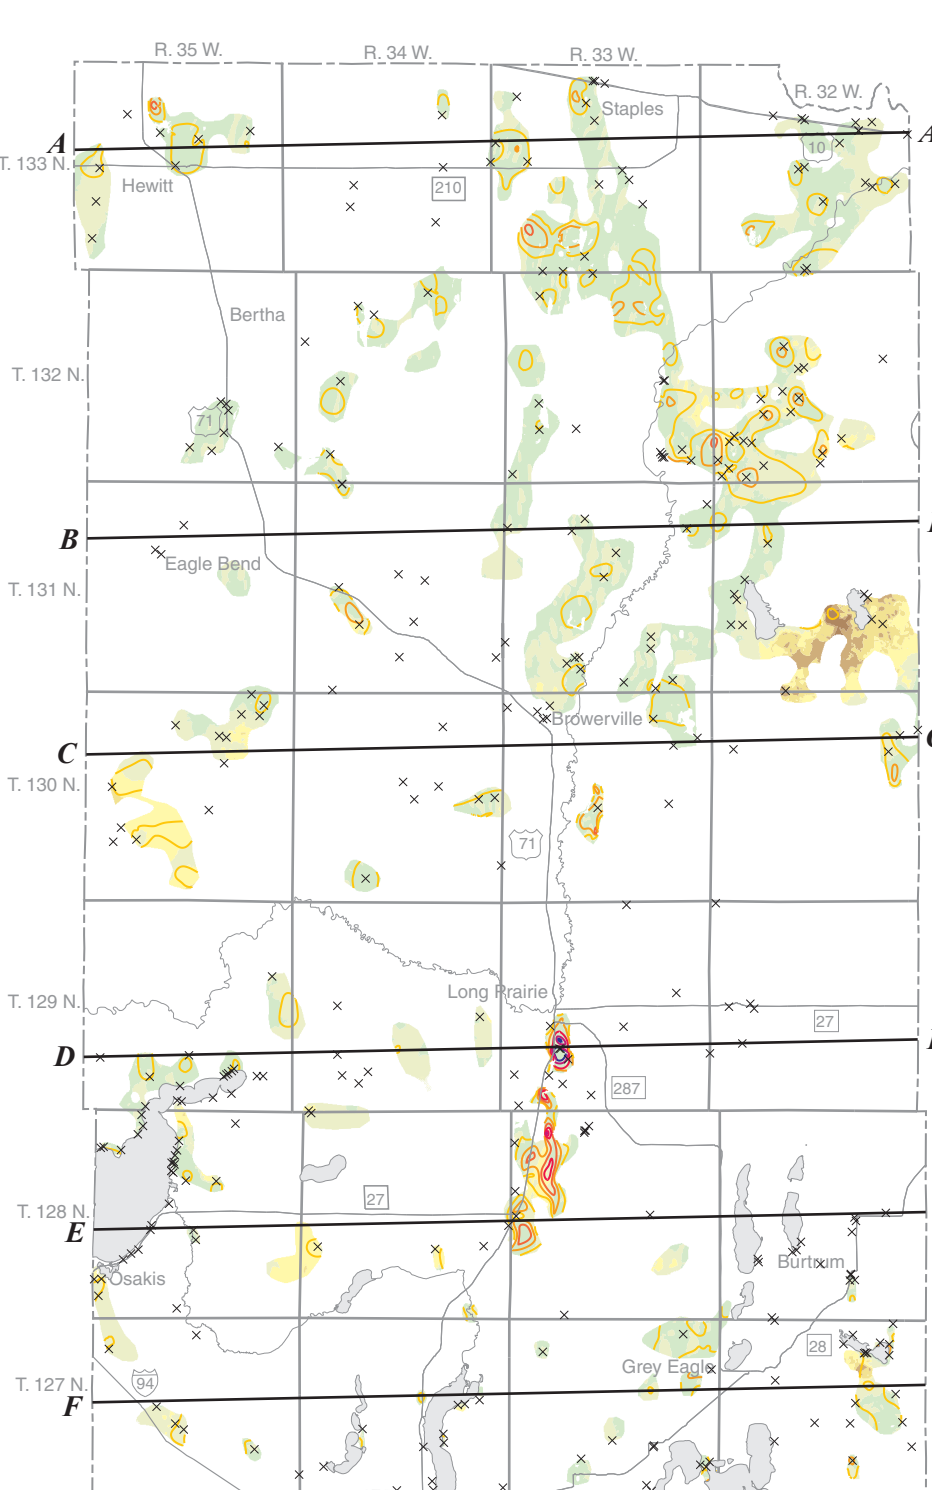 R. 35 W.
R. 34 W.
R. 33 W.
R. 32 W.
Staples
A
A
10
T. 133 N.
Hewitt
210
Bertha
T. 132 N.
71
B
Eagle Bend
T. 131 N.
Browerville
C
T. 130 N.
71
Long Prairie
T. 129 N.
27
D
287
27
T. 128 N.
E
Burtrum
Osakis
28
Grey Eagle
T. 127 N.
94
F